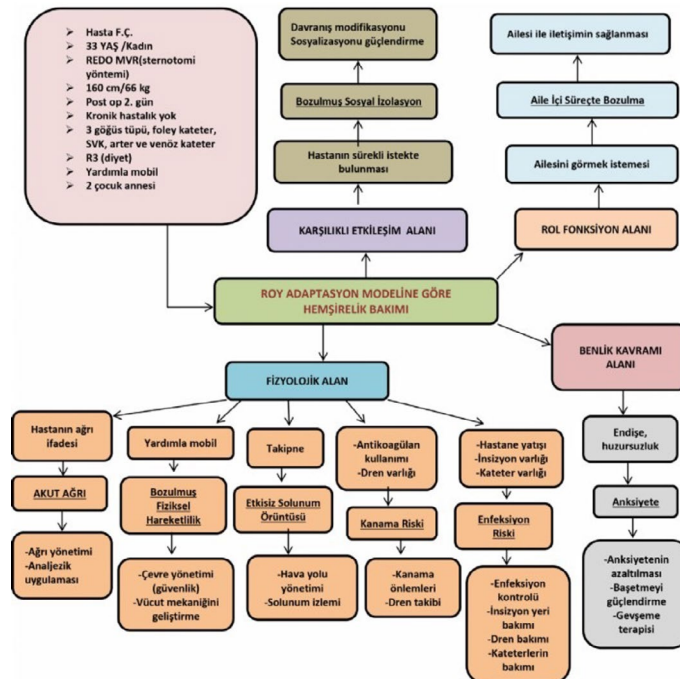 Hasta F.Ç.
33 YAŞ /Kadın
REDO MVR(sternotomi
yöntemi)
160 cm/66 kg
Post op 2. gün
Kronik hastalık yok
3 göğüs tüpü, foley kateter,
SVK, arter ve venöz kateter
R3 (diyet)
Yardımla mobil
2 çocuk annesi
Davranış modifikasyonu
Sosyalizasyonu güçlendirme
Bozulmuş Sosyal İzolasyon
Hastanın sürekli istekte
bulunması
KARŞILIKLI ETKİLEŞİM ALANI
Ailesi ile iletişimin sağlanması
Aile İçi Süreçte Bozulma
Ailesini görmek istemesi
ROL FONKSİYON ALANI
ROY ADAPTASYON MODELİNE GÖRE
HEMŞİRELİK BAKIMI
FİZYOLOJİK ALAN
BENLİK KAVRAMI
ALANI
Hastanın ağrı
ifadesi
AKUT AĞRI
-Ağrı yönetimi
-Analjezik
uygulaması
Yardımla mobil
Bozulmuş
Fiziksel
Hareketlilik
-Çevre yönetimi
(güvenlik)
-Vücut mekaniğini
geliştirme
Takipne
Etkisiz Solunum
Örüntüsü
-Hava yolu
yönetimi
-Solunum izlemi
-Antikoagülan
kullanımı
-Dren varlığı
Kanama Riski
-Kanama
önlemleri
-Dren takibi
-Hastane yatışı
-İnsizyon varlığı
-Kateter varlığı
Enfeksiyon
Riski
-Enfeksiyon
kontrolü
-İnsizyon yeri
bakımı
-Dren bakımı
-Kateterlerin
bakımı
Endişe,
huzursuzluk
Anksiyete
-Anksiyetenin
azaltılması
-Başetmeyi
güçlendirme
-Gevşeme
terapisi